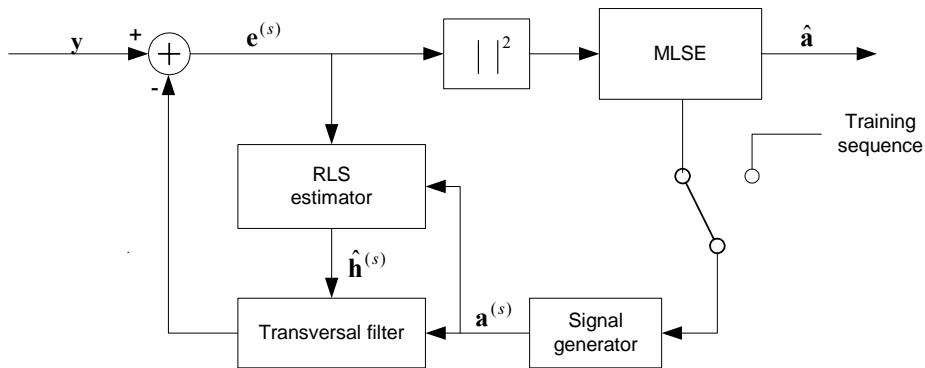 y
+
-
+
e^(s)
| |^2
MLSE
â
Training
sequence
RLS
estimator
ĥ^(s)
Transversal filter
a^(s)
Signal
generator